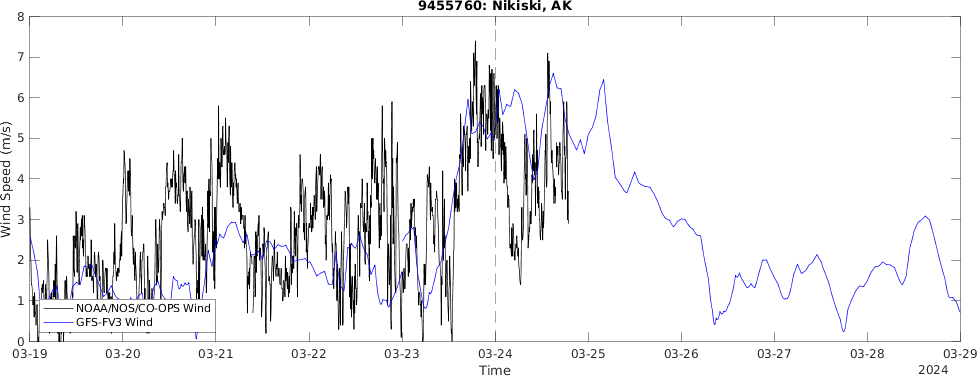 9455760: Nikiski, AK
8
7
6
5
4
3
2
1
0
Wind Speed (m/s)
NOAA/NOS/CO-OPS Wind
GFS-FV3 Wind
03-19 03-20 03-21 03-22 03-23 03-24 03-25 03-26 03-27 03-28 03-29
Time
2024